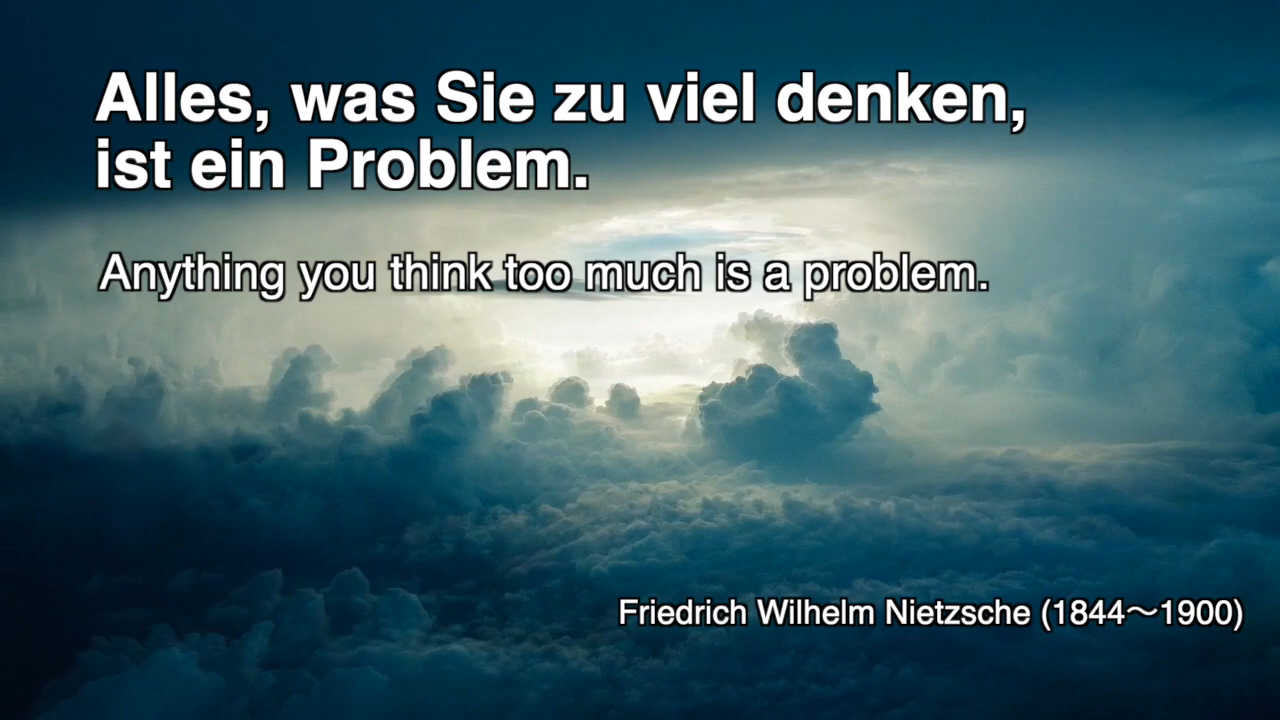 Alles, was Sie zu viel denken,
ist ein Problem.
Anything you think too much is a problem.
Friedrich Wilhelm Nietzsche (1844〜1900)